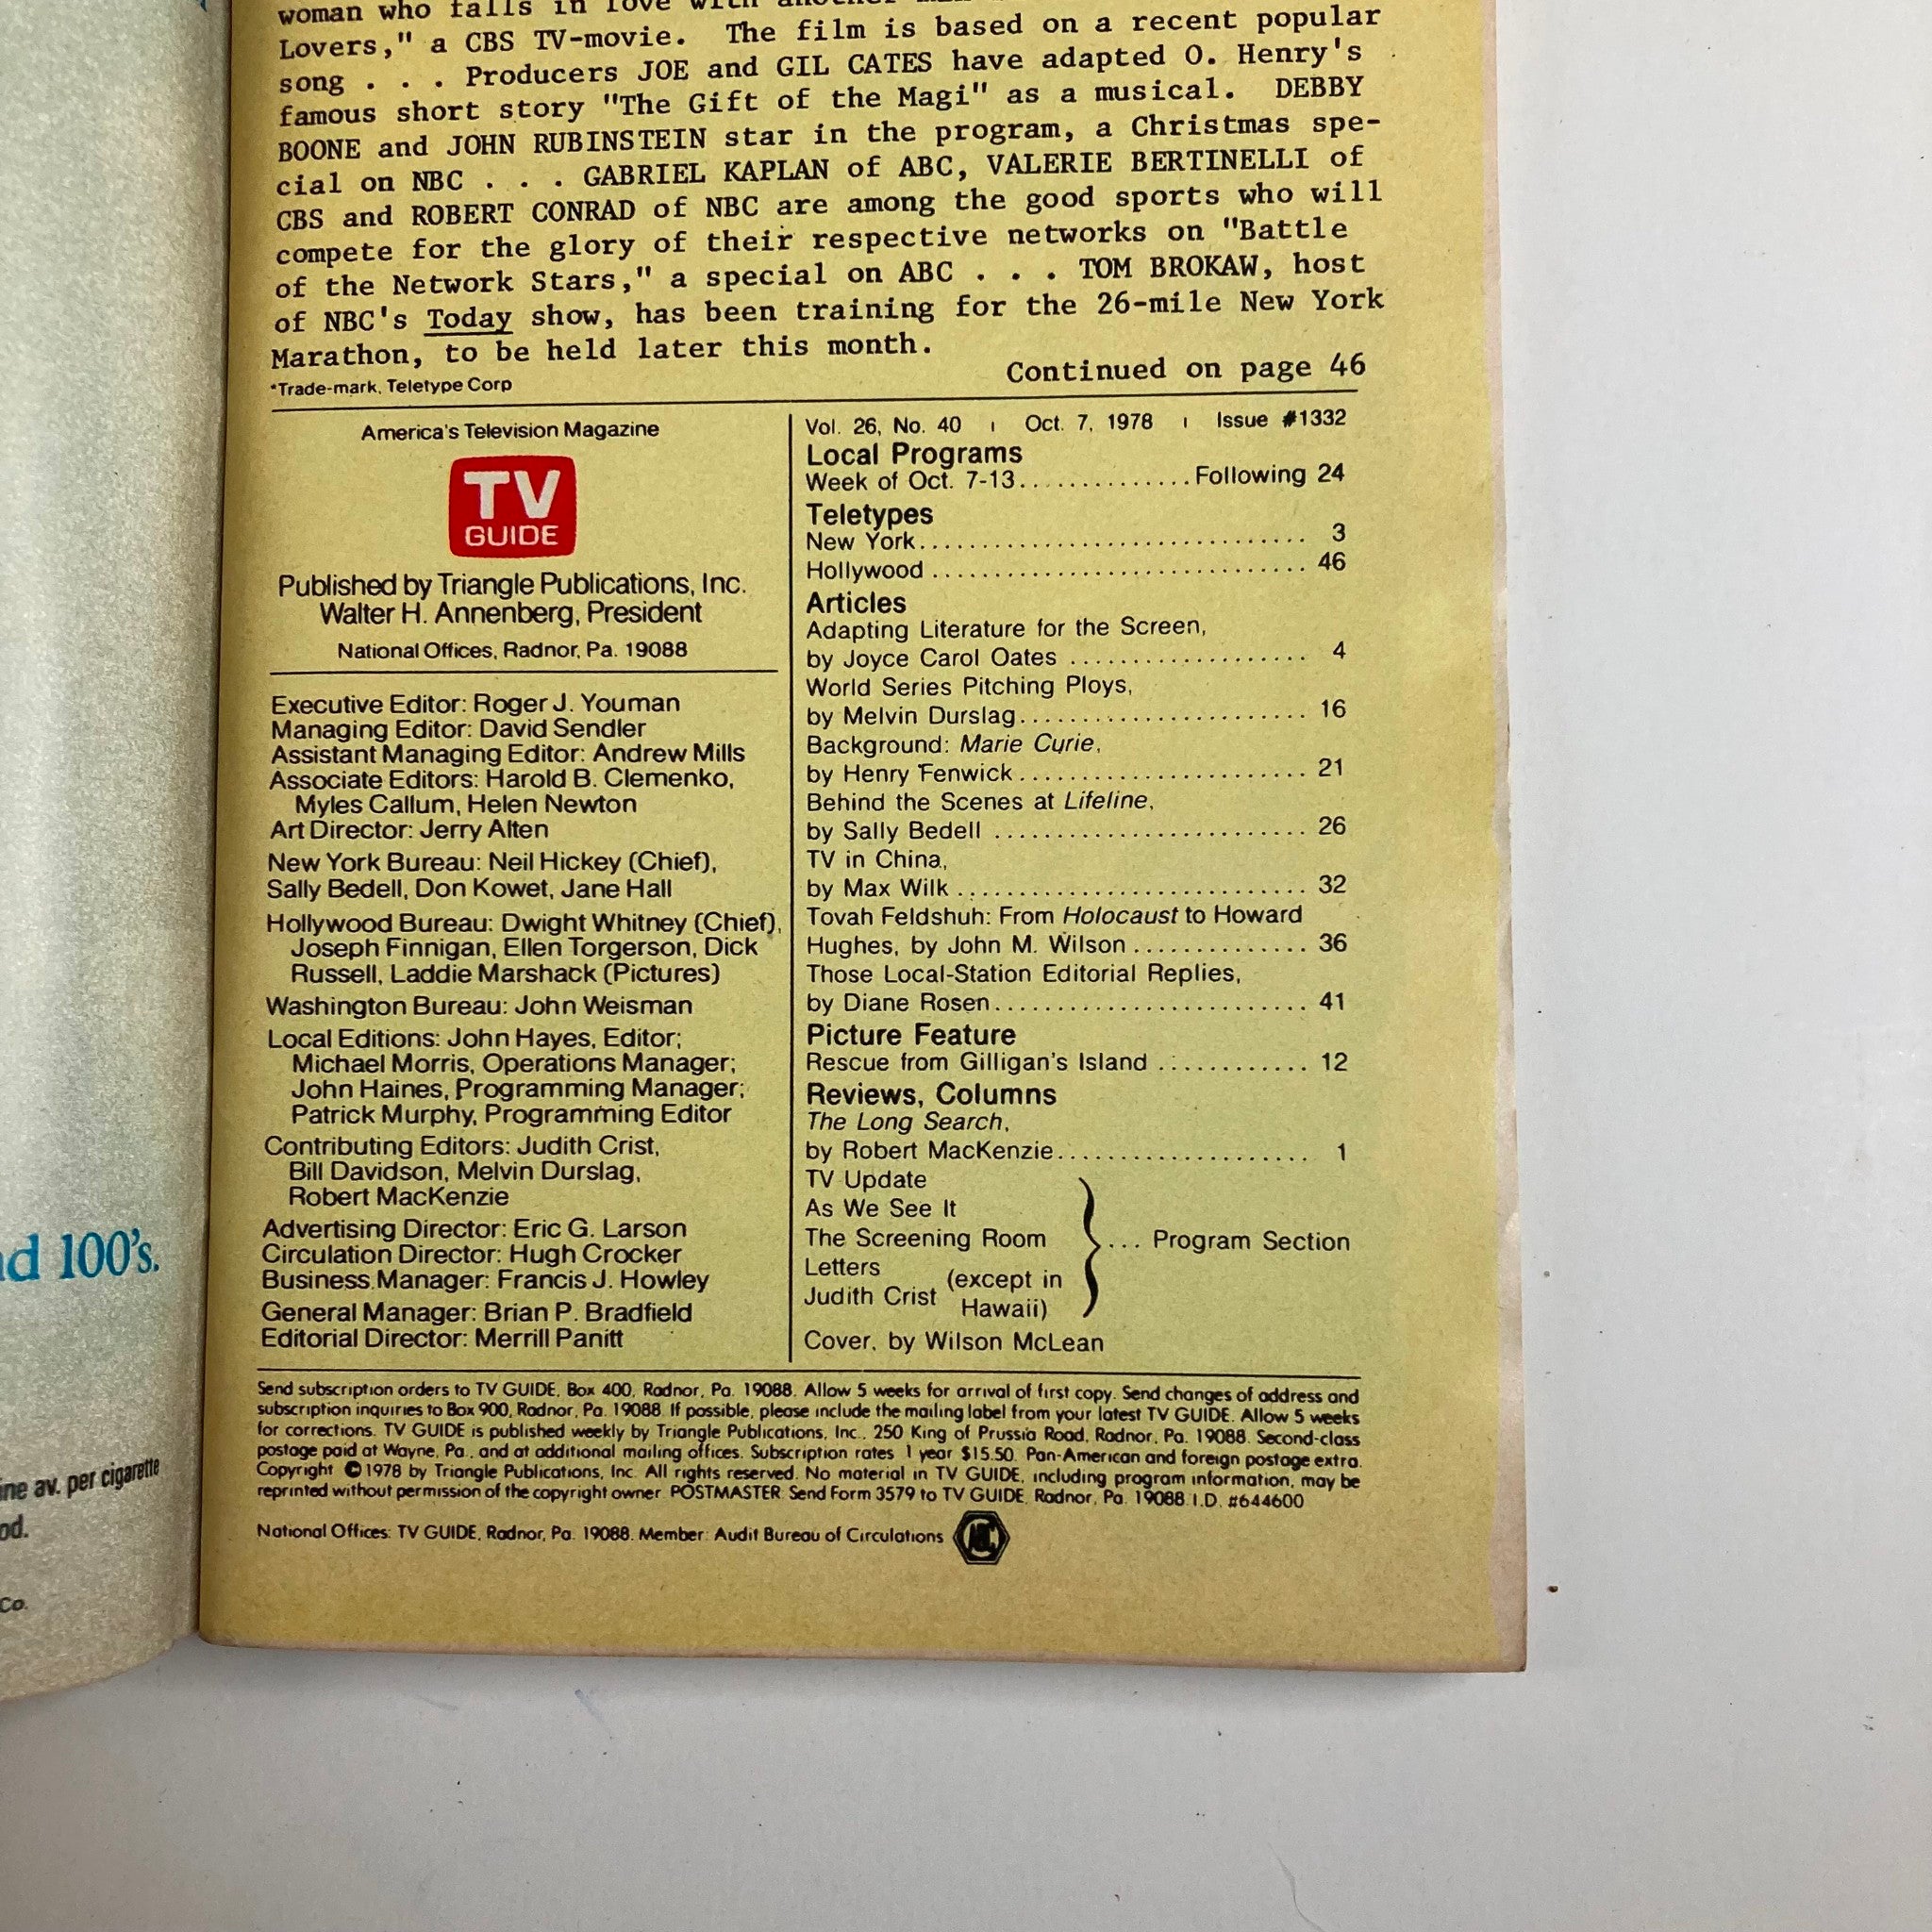 woman who falls in love with
Lovers," a CBS TV-movie. The film is based on a recent popular
song . . . Producers JOE and GIL CATES have adapted O. Henry's
famous short story "The Gift of the Magi" as a musical. DEBBY
BOONE and JOHN RUBINSTEIN star in the program, a Christmas spe-
cial on NBC . . . GABRIEL KAPLAN of ABC, VALERIE BERTINELLI of
CBS and ROBERT CONRAD of NBC are among the good sports who will
compete for the glory of their respective networks on "Battle
of the Network Stars," a special on ABC . . . TOM BROKAW, host
of NBC's Today show, has been training for the 26-mile New York
Marathon, to be held later this month.
Continued on page 46
*Trade-mark, Teletype Corp
America's Television Magazine
TV
GUIDE
Published by Triangle Publications, Inc.
Walter H. Annenberg, President
National Offices, Radnor, Pa. 19088
Executive Editor: Roger J. Youman
Managing Editor: David Sendler
Assistant Managing Editor: Andrew Mills
Associate Editors: Harold B. Clemenko,
Myles Callum, Helen Newton
Art Director: Jerry Alten
New York Bureau: Neil Hickey (Chief),
Sally Bedell, Don Kowet, Jane Hall
Hollywood Bureau: Dwight Whitney (Chief),
Joseph Finnigan, Ellen Torgerson, Dick
Russell, Laddie Marshack (Pictures)
Washington Bureau: John Weisman
Local Editions: John Hayes, Editor;
Michael Morris, Operations Manager;
John Haines, Programming Manager;
Patrick Murphy, Programming Editor
Contributing Editors: Judith Crist,
Bill Davidson, Melvin Durslag,
Robert MacKenzie
Advertising Director: Eric G. Larson
Circulation Director: Hugh Crocker
Business Manager: Francis J. Howley
General Manager: Brian P. Bradfield
Editorial Director: Merrill Panitt
Vol. 26, No. 40 | Oct. 7, 1978 | Issue #1332
Local Programs
Week of Oct. 7-13.............. Following 24
Teletypes
New York............................... 3
Hollywood .............................. 46
Articles
Adapting Literature for the Screen,
by Joyce Carol Oates ................... 4
World Series Pitching Ploys,
by Melvin Durslag....................... 16
Background: Marie Curie,
by Henry Fenwick....................... 21
Behind the Scenes at Lifeline,
by Sally Bedell ......................... 26
TV in China,
by Max Wilk ............................ 32
Tovah Feldshuh: From Holocaust to Howard
Hughes, by John M. Wilson .............. 36
Those Local-Station Editorial Replies,
by Diane Rosen......................... 41
Picture Feature
Rescue from Gilligan's Island ............ 12
Reviews, Columns
The Long Search,
by Robert MacKenzie.................... 1
TV Update
As We See It
The Screening Room ... Program Section
Letters
Judith Crist (except in
Hawaii)
Cover, by Wilson McLean
Send subscription orders to TV GUIDE, Box 400, Radnor, Pa. 19088. Allow 5 weeks for arrival of first copy. Send changes of address and
subscription inquiries to Box 900, Radnor, Pa. 19088. If possible, please include the mailing label from your latest TV GUIDE. Allow 5 weeks
for corrections. TV GUIDE is published weekly by Triangle Publications, Inc., 250 King of Prussia Road, Radnor, Pa. 19088. Second-class
postage paid at Wayne, Pa., and at additional mailing offices. Subscription rates 1 year $15.50. Pan-American and foreign postage extra.
Copyright © 1978 by Triangle Publications, Inc. All rights reserved. No material in TV GUIDE, including program information, may be
reprinted without permission of the copyright owner. POSTMASTER: Send Form 3579 to TV GUIDE, Radnor, Pa. 19088. I.D. #644600
National Offices: TV GUIDE, Radnor, Pa. 19088. Member: Audit Bureau of Circulations
100's.
av. per cigarette
Co.